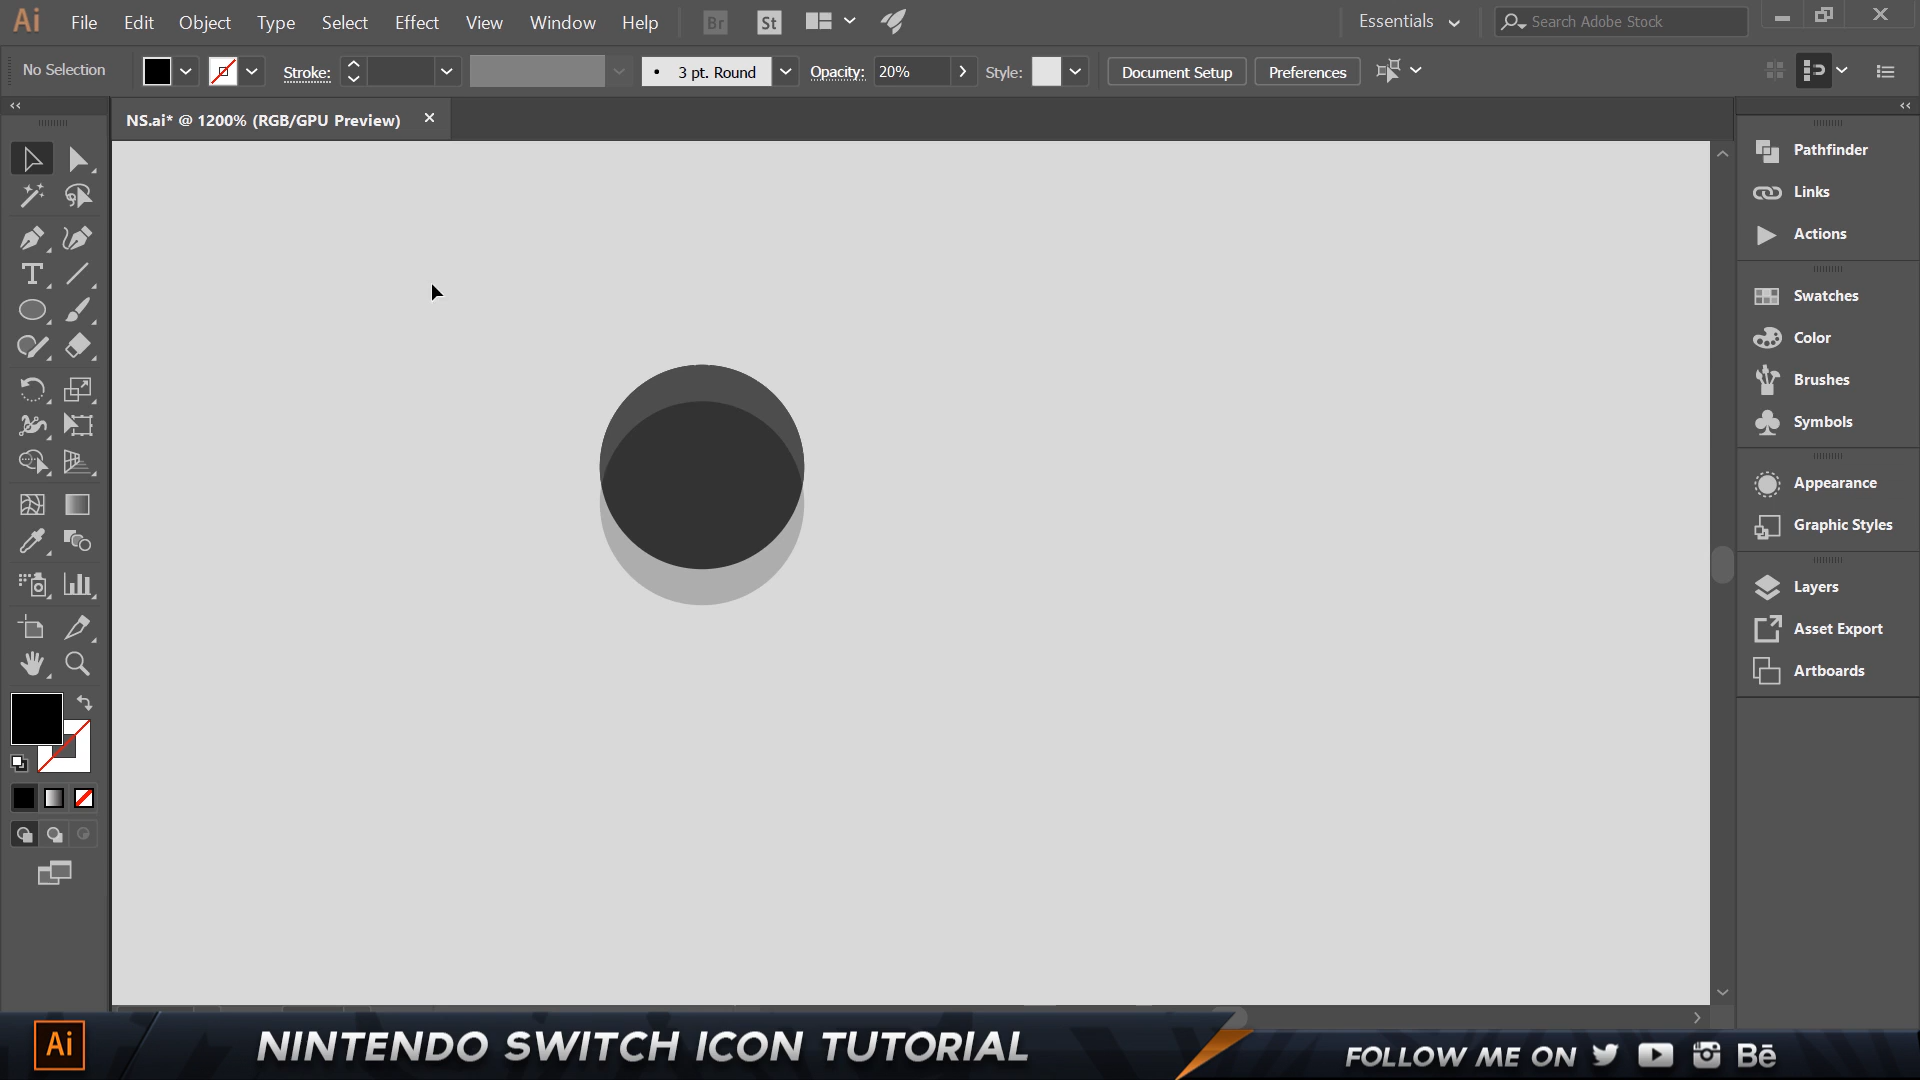 Ai File Edit Object Type Select Effect View Window Help Br St Essentials Search Adobe Stock
No Selection Stroke: 3 pt. Round Opacity: 20% Style: Document Setup Preferences
NS.ai* @ 1200% (RGB/GPU Preview)
Pathfinder
Links
Actions
Swatches
Color
Brushes
Symbols
Appearance
Graphic Styles
Layers
Asset Export
Artboards
Ai NINTENDO SWITCH ICON TUTORIAL FOLLOW ME ON Bē